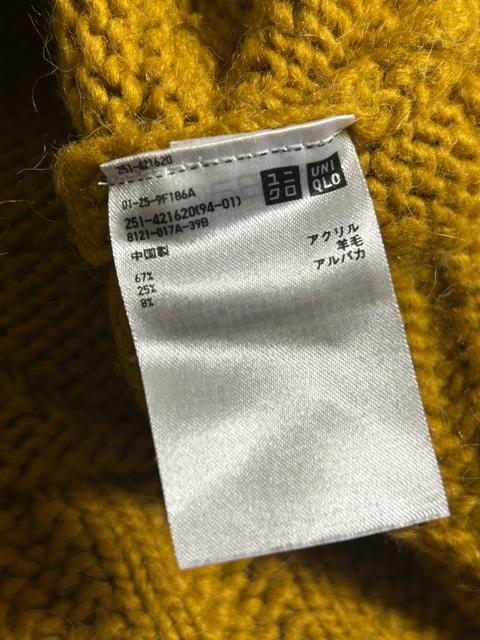 251-421620
ユニ
クロ
UNI
QLO
01-25-9F186A
251-421620(94-01)
8121-017A-39B
中国製
67% アクリル
25% 羊毛
8% アルパカ